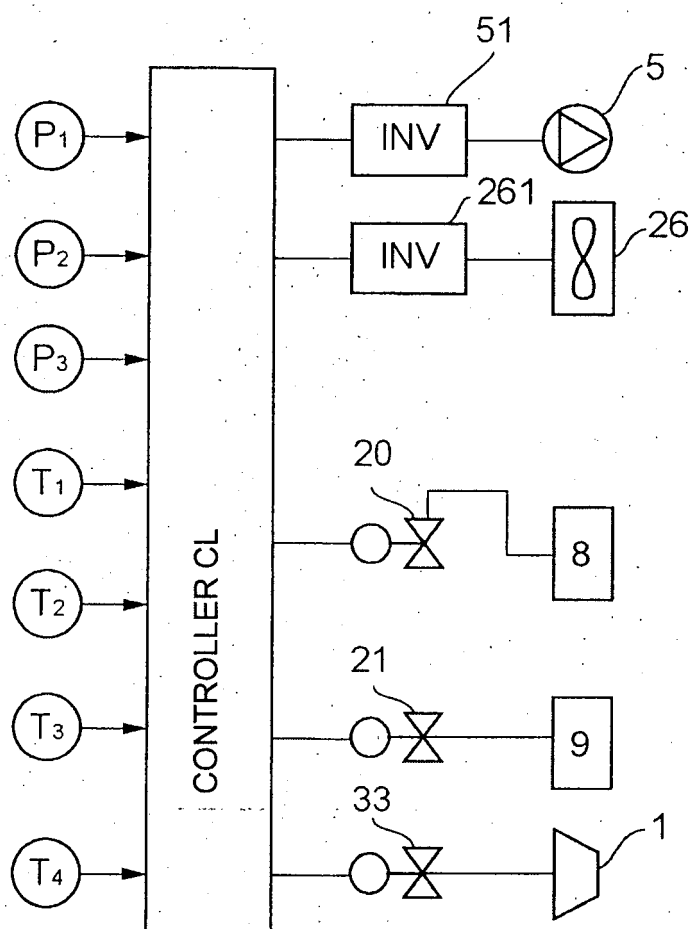 51
5
P1
INV
261
P2
INV
26
P3
20
T1
8
CONTROLLER CL
T2
21
T3
9
33
1
T4